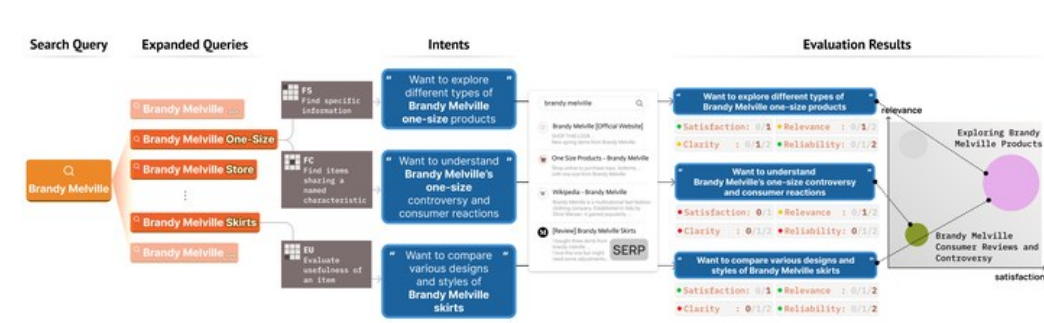 Search Query
Expanded Queries
Intents
Evaluation Results
Brandy Melville
Brandy Melville ...
Brandy Melville One-Size
Brandy Melville Store
⋮
Brandy Melville Skirts
Brandy Melville ...
FS
Find specific
information
FC
Find items
sharing a
named
characteristic
EU
Evaluate
usefulness of
an item
“ Want to explore ”
different types of
Brandy Melville
one-size products
“ Want to understand ”
Brandy Melville's
one-size
controversy and
consumer reactions
“ Want to compare ”
various designs
and styles of
Brandy Melville
skirts
brandy melville
Brandy Melville [Official Website]
SHOP THE LOOK
New spring items from Brandy Melville
One Size Products - Brandy Melville
Wikipedia - Brandy Melville
[Review] Brandy Melville Skirts
SERP
“ Want to explore different types of ”
Brandy Melville one-size products
Satisfaction: 0/1 Relevance : 0/1/2
Clarity : 0/1/2 Reliability: 0/1/2
“ Want to understand ”
Brandy Melville's one-size controversy
and consumer reactions
Satisfaction: 0/1 Relevance : 0/1/2
Clarity : 0/1/2 Reliability: 0/1/2
“ Want to compare various designs and ”
styles of Brandy Melville skirts
Satisfaction: 0/1 Relevance : 0/1/2
Clarity : 0/1/2 Reliability: 0/1/2
relevance
Exploring Brandy
Melville Products
Brandy Melville
Consumer Reviews and
Controversy
satisfaction